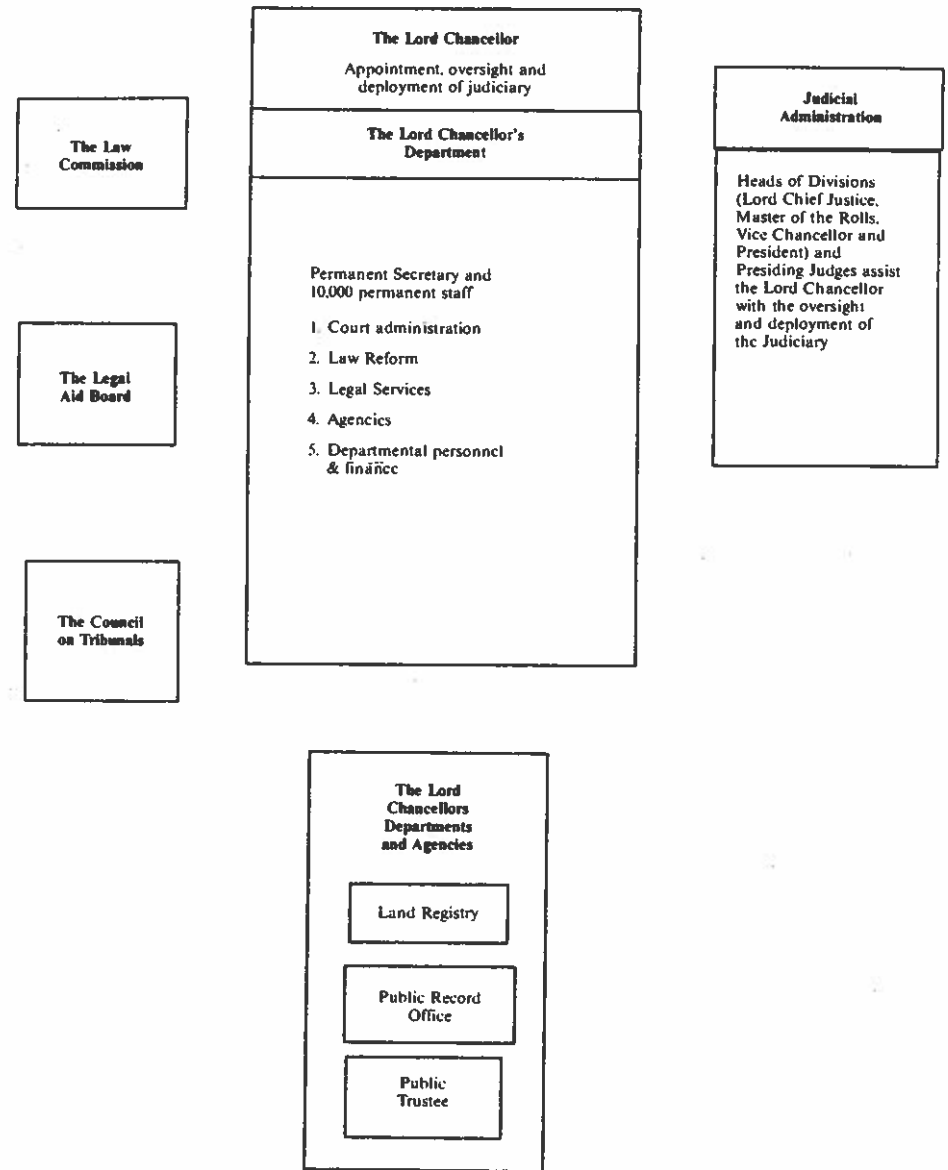 The Lord Chancellor
Appointment, oversight and
deployment of judiciary
The Lord Chancellor's
Department
Permanent Secretary and
10,000 permanent staff
1. Court administration
2. Law Reform
3. Legal Services
4. Agencies
5. Departmental personnel
& finance
The Law
Commission
The Legal
Aid Board
The Council
on Tribunals
Judicial
Administration
Heads of Divisions
(Lord Chief Justice,
Master of the Rolls,
Vice Chancellor and
President) and
Presiding Judges assist
the Lord Chancellor
with the oversight
and deployment of
the Judiciary
The Lord
Chancellors
Departments
and Agencies
Land Registry
Public Record
Office
Public
Trustee